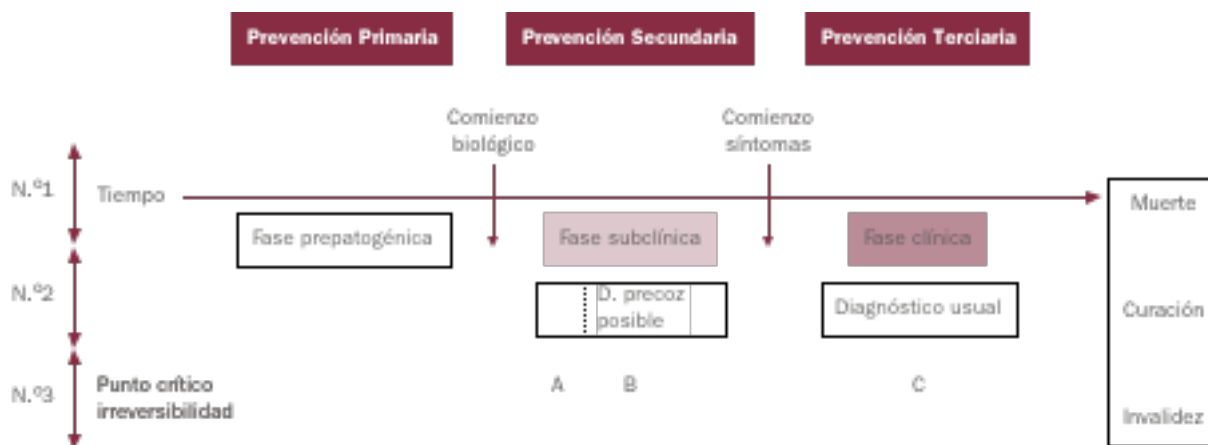 Prevención Primaria
Prevención Secundaria
Prevención Terciaria
Comienzo
biológico
Comienzo
síntomas
N.º1
Tiempo
Muerte
Fase prepatogénica
Fase subclínica
Fase clínica
N.º2
D. precoz
posible
Diagnóstico usual
Curación
N.º3
Punto crítico
irreversibilidad
A
B
C
Invalidez